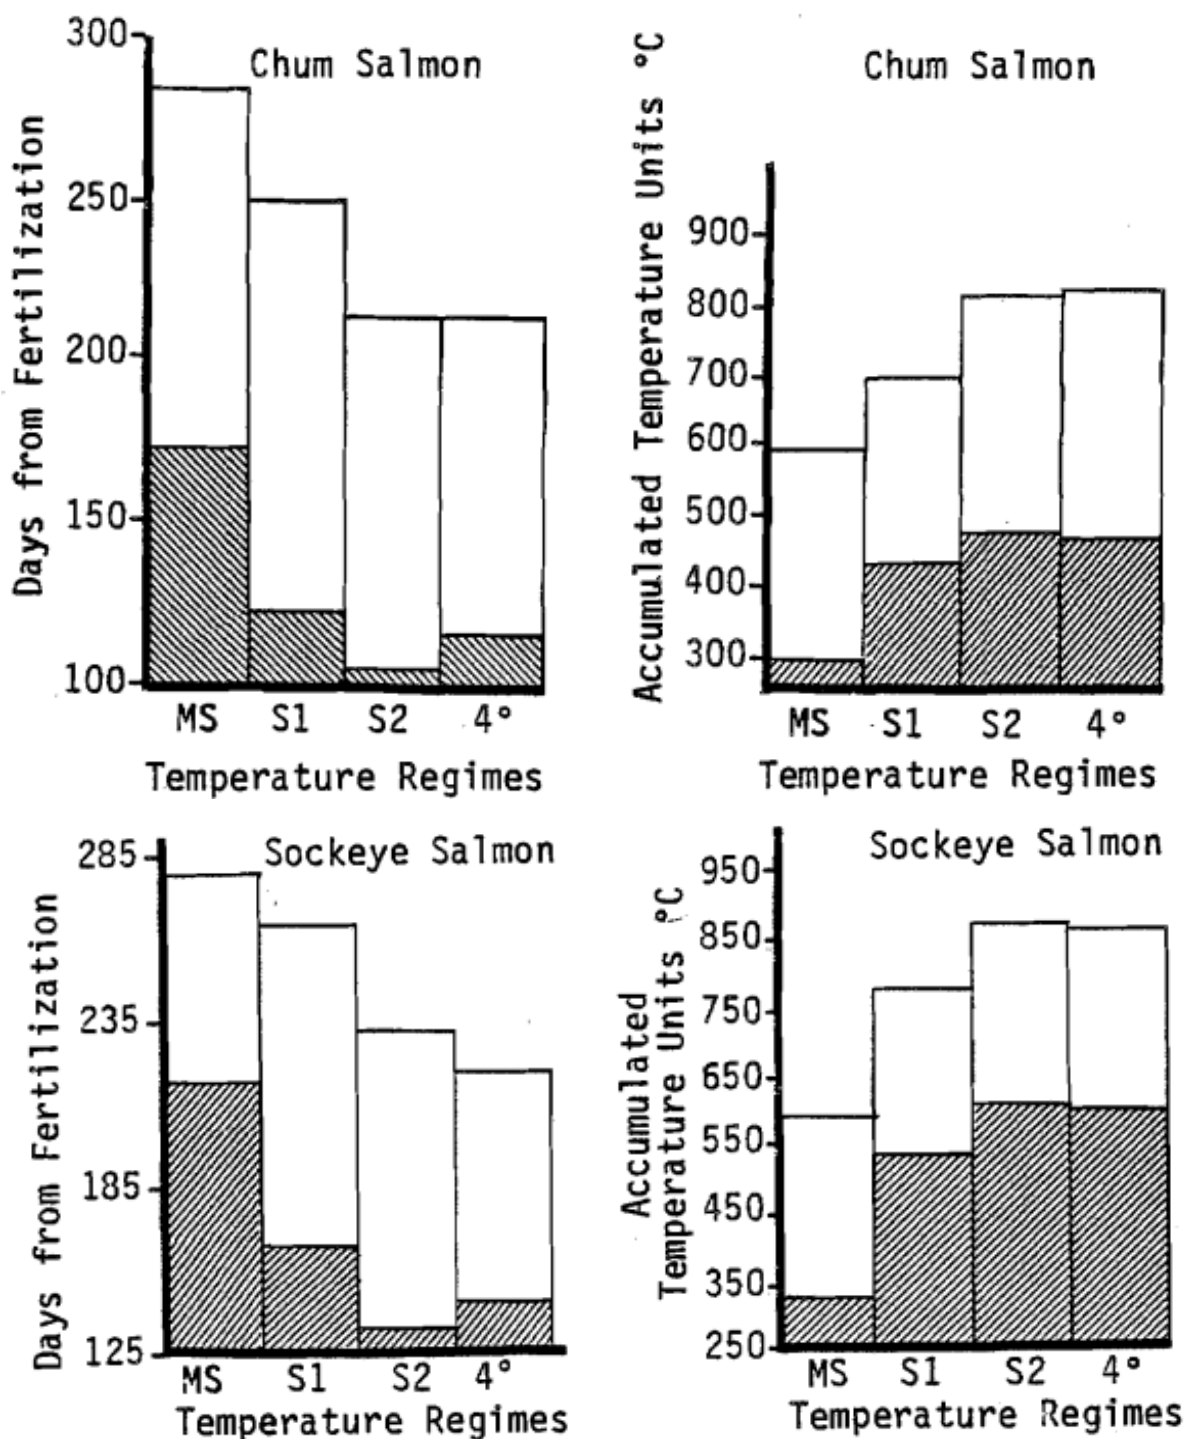 Chum Salmon
Days from Fertilization
300
250
200
150
100
MS S1 S2 4°
Temperature Regimes
Chum Salmon
Accumulated Temperature Units °C
900
800
700
600
500
400
300
MS S1 S2 4°
Temperature Regimes
Sockeye Salmon
Days from Fertilization
285
235
185
125
MS S1 S2 4°
Temperature Regimes
Sockeye Salmon
Accumulated
Temperature Units °C
950
850
750
650
550
450
350
250
MS S1 S2 4°
Temperature Regimes